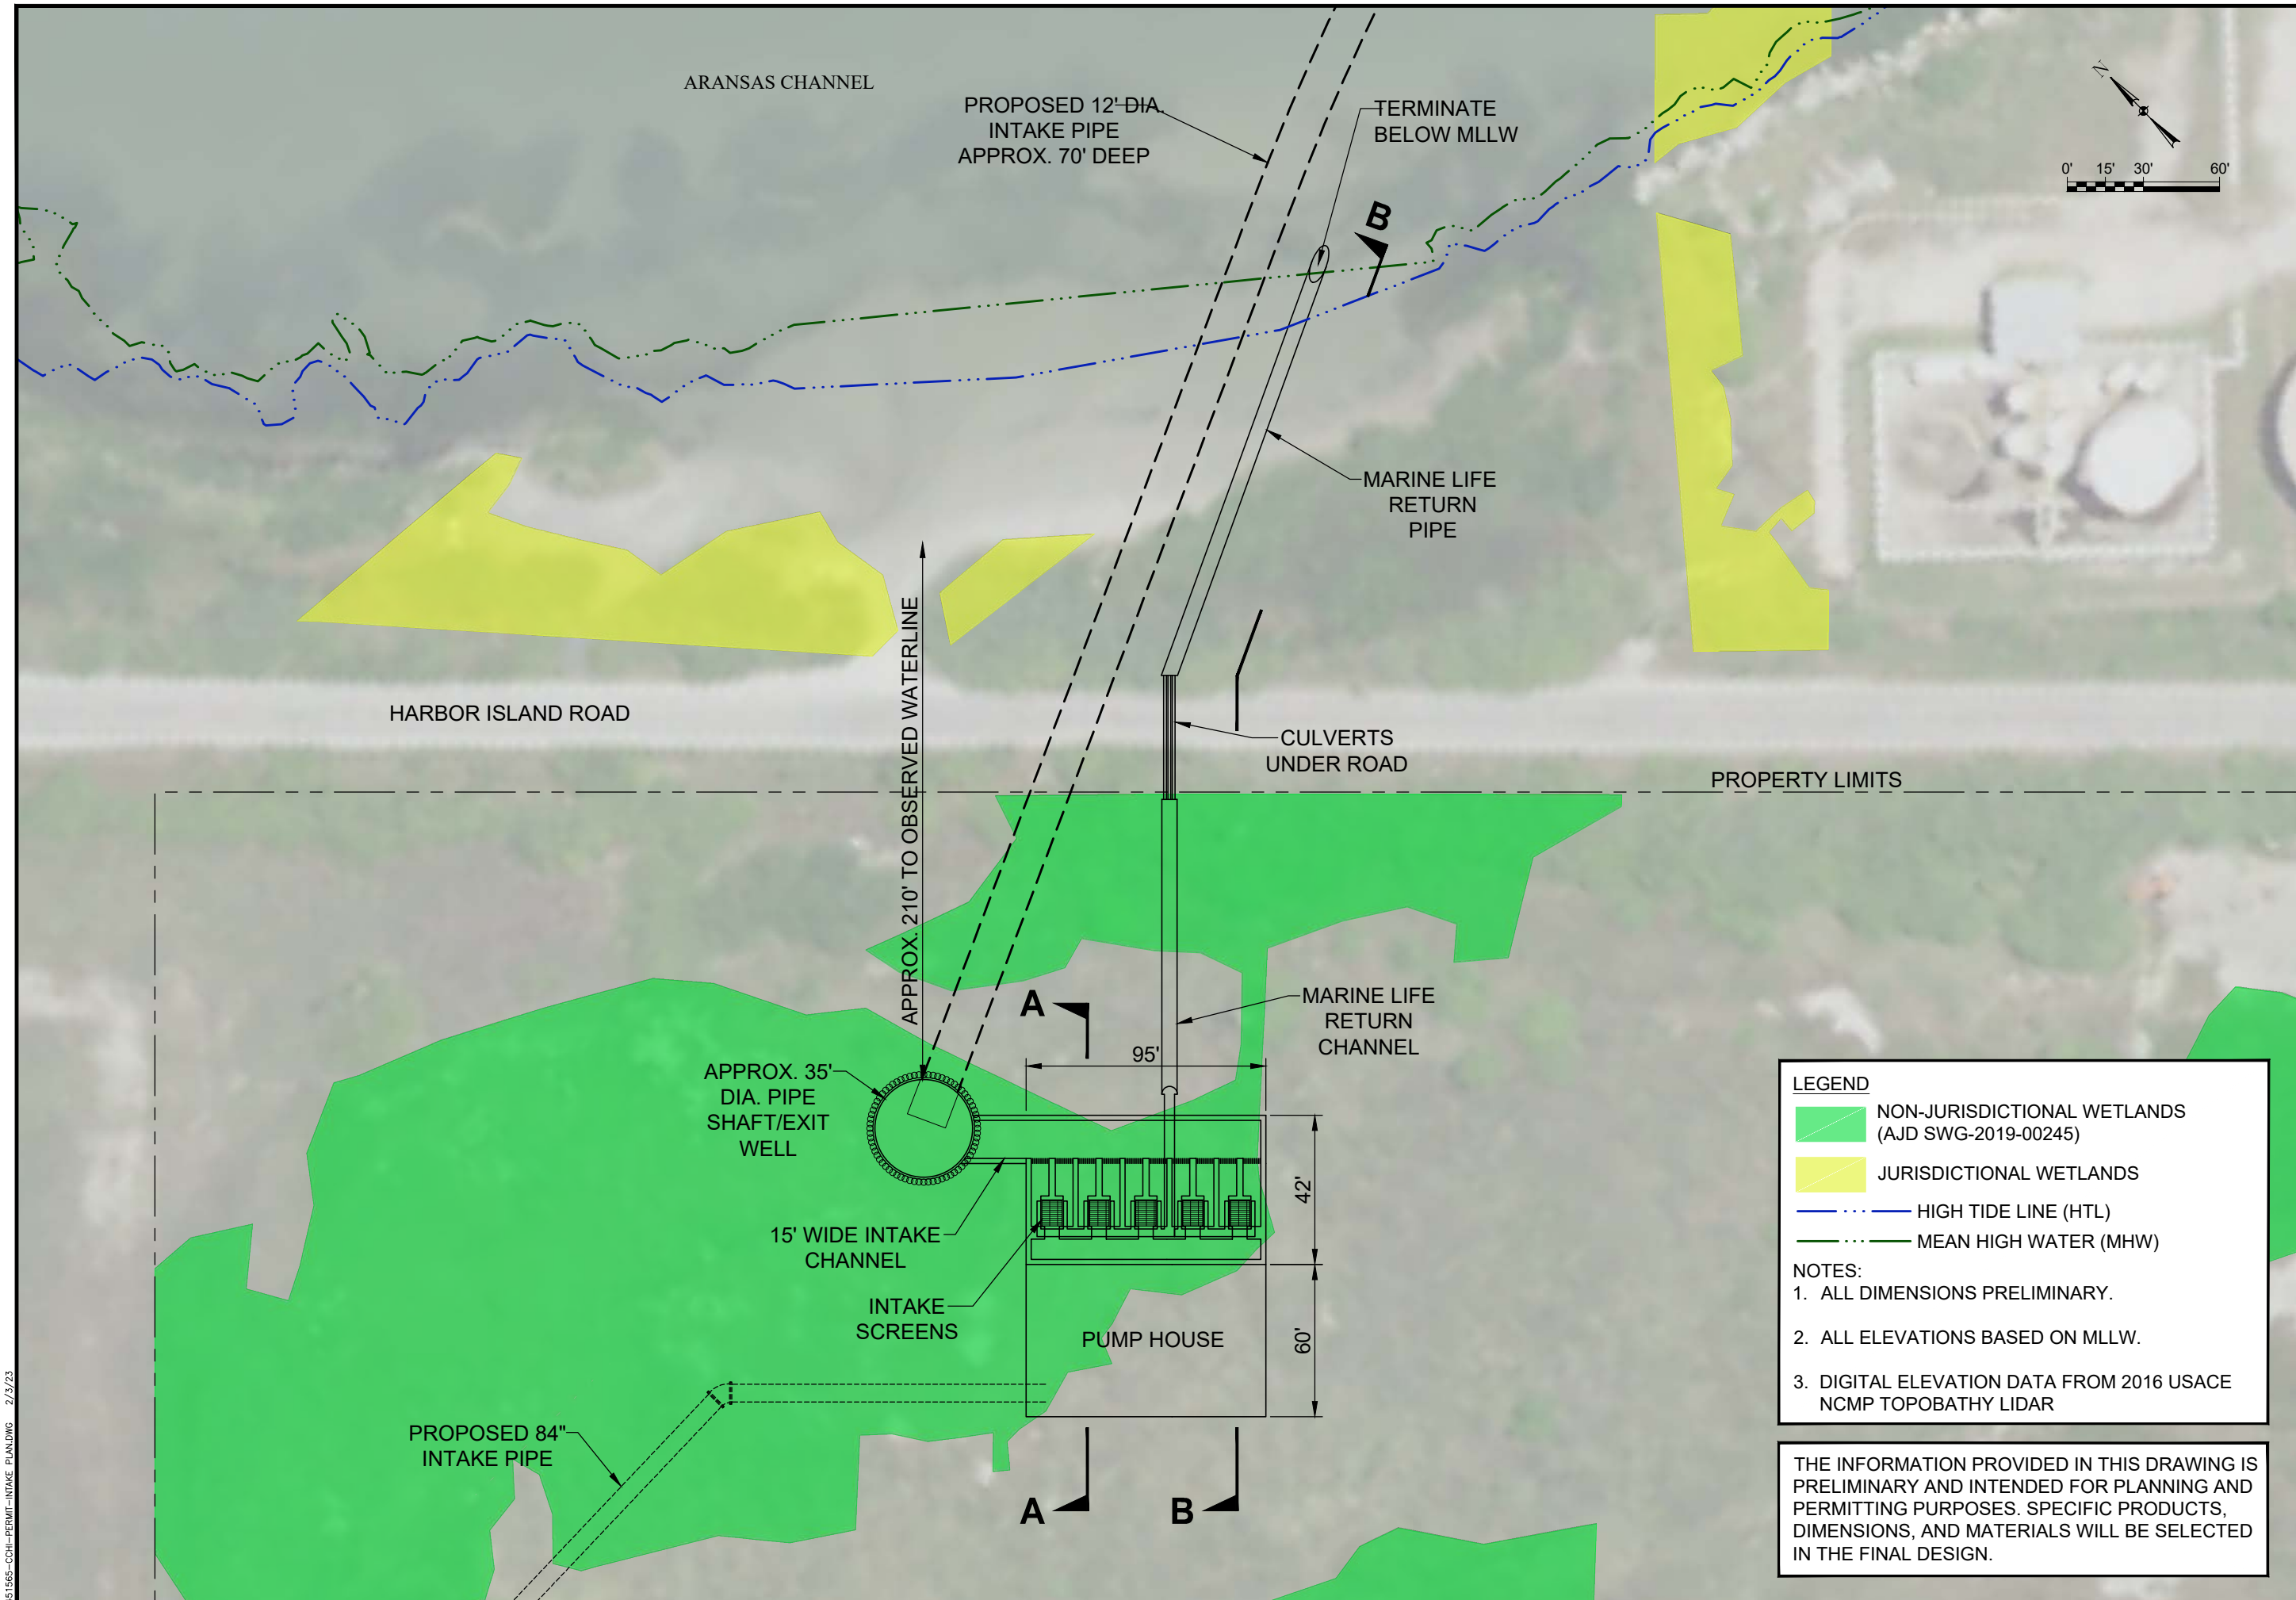 ARANSAS CHANNEL
PROPOSED 12' DIA.
INTAKE PIPE
APPROX. 70' DEEP
TERMINATE
BELOW MLLW
N
0' 15' 30' 60'
B
MARINE LIFE
RETURN
PIPE
APPROX. 210' TO OBSERVED WATERLINE
HARBOR ISLAND ROAD
CULVERTS
UNDER ROAD
PROPERTY LIMITS
A
MARINE LIFE
RETURN
CHANNEL
95'
APPROX. 35'
DIA. PIPE
SHAFT/EXIT
WELL
42'
15' WIDE INTAKE
CHANNEL
INTAKE
SCREENS
PUMP HOUSE
60'
PROPOSED 84"
INTAKE PIPE
A
B
LEGEND
NON-JURISDICTIONAL WETLANDS
(AJD SWG-2019-00245)
JURISDICTIONAL WETLANDS
HIGH TIDE LINE (HTL)
MEAN HIGH WATER (MHW)
NOTES:
1. ALL DIMENSIONS PRELIMINARY.
2. ALL ELEVATIONS BASED ON MLLW.
3. DIGITAL ELEVATION DATA FROM 2016 USACE
NCMP TOPOBATHY LIDAR
THE INFORMATION PROVIDED IN THIS DRAWING IS
PRELIMINARY AND INTENDED FOR PLANNING AND
PERMITTING PURPOSES. SPECIFIC PRODUCTS,
DIMENSIONS, AND MATERIALS WILL BE SELECTED
IN THE FINAL DESIGN.
51565-CCHI-PERMIT-INTAKE PLAN.DWG 2/3/23